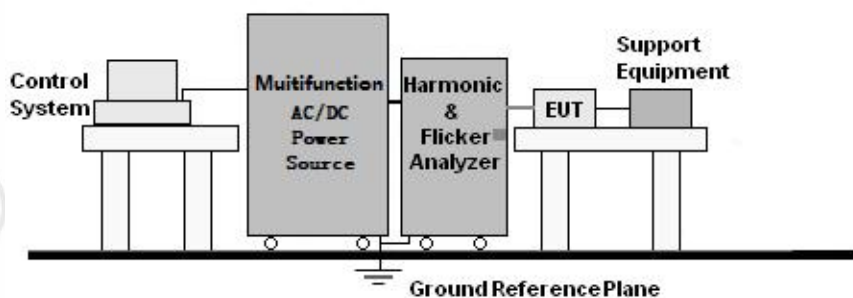 Control
System
Muitifunction
AC/DC
Power
Source
Harmonic
&
Flicker
Analyzer
EUT
Support
Equipment
Ground Reference Plane